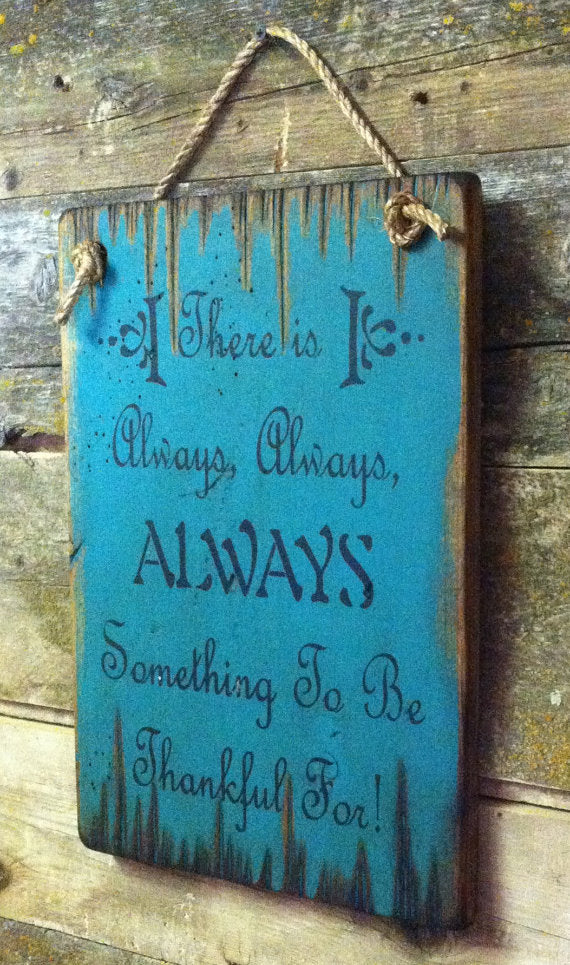 There is
Always, Always,
ALWAYS
Something To Be
Thankful For!